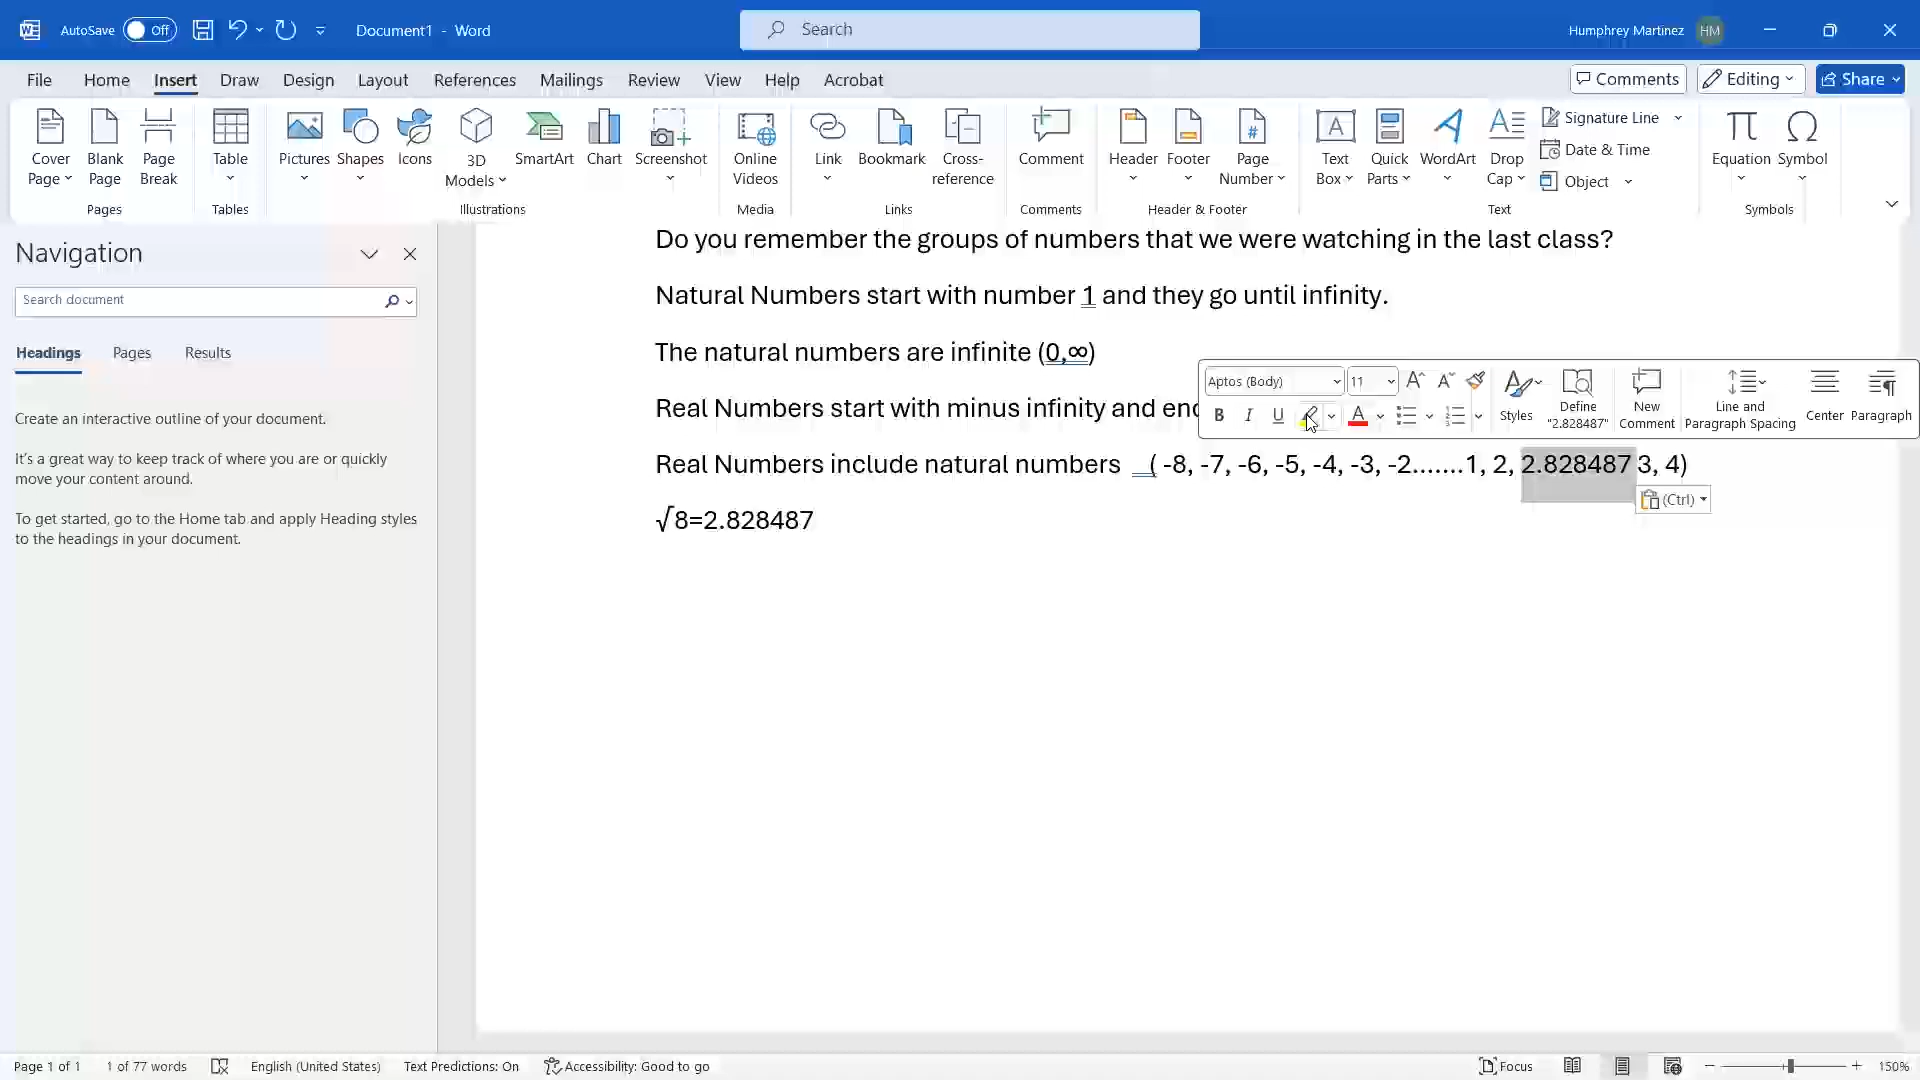 AutoSave Off Document1 - Word Search Humphrey Martinez HM
File Home Insert Draw Design Layout References Mailings Review View Help Acrobat Comments Editing Share
Cover Page Blank Page Page Break Table Pictures Shapes Icons 3D Models SmartArt Chart Screenshot Online Videos Link Bookmark Cross-reference Comment Header Footer Page Number Text Box Quick Parts WordArt Drop Cap Signature Line Date & Time Object Equation Symbol
Pages Tables Illustrations Media Links Comments Header & Footer Text Symbols
Navigation
Search document
Headings Pages Results
Create an interactive outline of your document.
It's a great way to keep track of where you are or quickly
move your content around.
To get started, go to the Home tab and apply Heading styles
to the headings in your document.
Do you remember the groups of numbers that we were watching in the last class?
Natural Numbers start with number 1 and they go until infinity.
The natural numbers are infinite (0,∞)
Real Numbers start with minus infinity and end
Aptos (Body) 11 Styles Define "2.828487" New Comment Line and Paragraph Spacing Center Paragraph
B I U A
Real Numbers include natural numbers ( -8, -7, -6, -5, -4, -3, -2.......1, 2, 2.828487 3, 4)
(Ctrl)
√8=2.828487
Page 1 of 1 1 of 77 words English (United States) Text Predictions: On Accessibility: Good to go Focus 150%